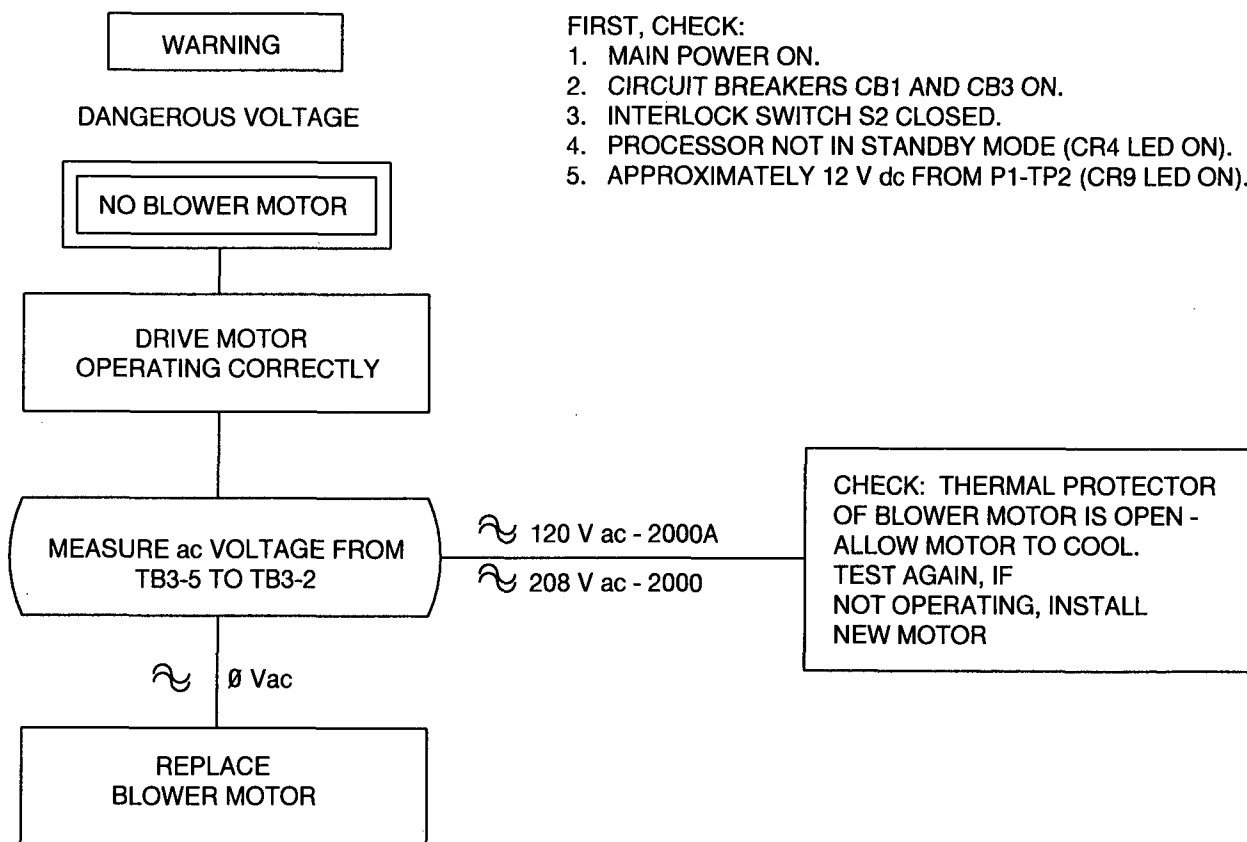 WARNING
DANGEROUS VOLTAGE
NO BLOWER MOTOR
FIRST, CHECK:
1. MAIN POWER ON.
2. CIRCUIT BREAKERS CB1 AND CB3 ON.
3. INTERLOCK SWITCH S2 CLOSED.
4. PROCESSOR NOT IN STANDBY MODE (CR4 LED ON).
5. APPROXIMATELY 12 V dc FROM P1-TP2 (CR9 LED ON).
DRIVE MOTOR
OPERATING CORRECTLY
MEASURE ac VOLTAGE FROM
TB3-5 TO TB3-2
120 V ac - 2000A
208 V ac - 2000
CHECK: THERMAL PROTECTOR
OF BLOWER MOTOR IS OPEN -
ALLOW MOTOR TO COOL.
TEST AGAIN, IF
NOT OPERATING, INSTALL
NEW MOTOR
Ø Vac
REPLACE
BLOWER MOTOR